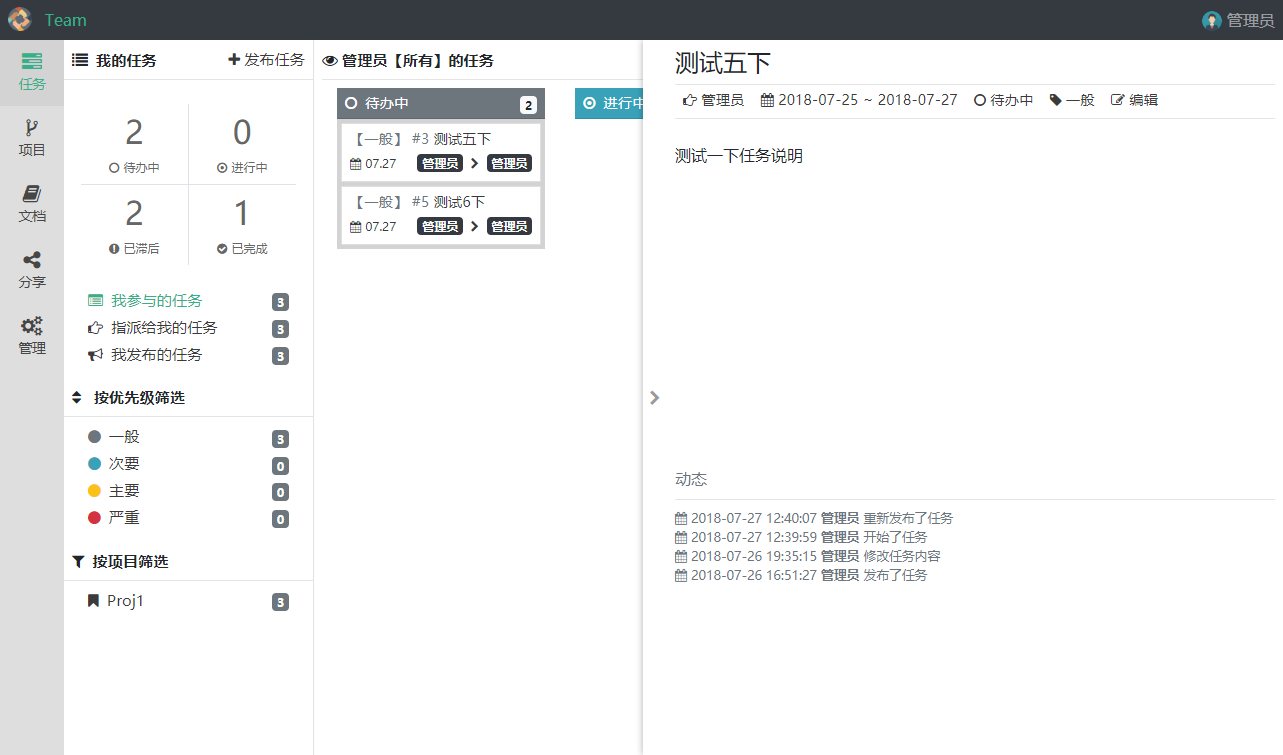 Team
管理员
任务
项目
文档
分享
管理
我的任务
发布任务
2
待办中
0
进行中
2
已滞后
1
已完成
我参与的任务 3
指派给我的任务 3
我发布的任务 3
按优先级筛选
一般 3
次要 0
主要 0
严重 0
按项目筛选
Proj1 3
管理员【所有】的任务
待办中 2
【一般】 #3 测试五下
07.27 管理员 管理员
【一般】 #5 测试6下
07.27 管理员 管理员
进行中
测试五下
管理员 2018-07-25 ~ 2018-07-27 待办中 一般 编辑
测试一下任务说明
动态
2018-07-27 12:40:07 管理员 重新发布了任务
2018-07-27 12:39:59 管理员 开始了任务
2018-07-26 19:35:15 管理员 修改任务内容
2018-07-26 16:51:27 管理员 发布了任务